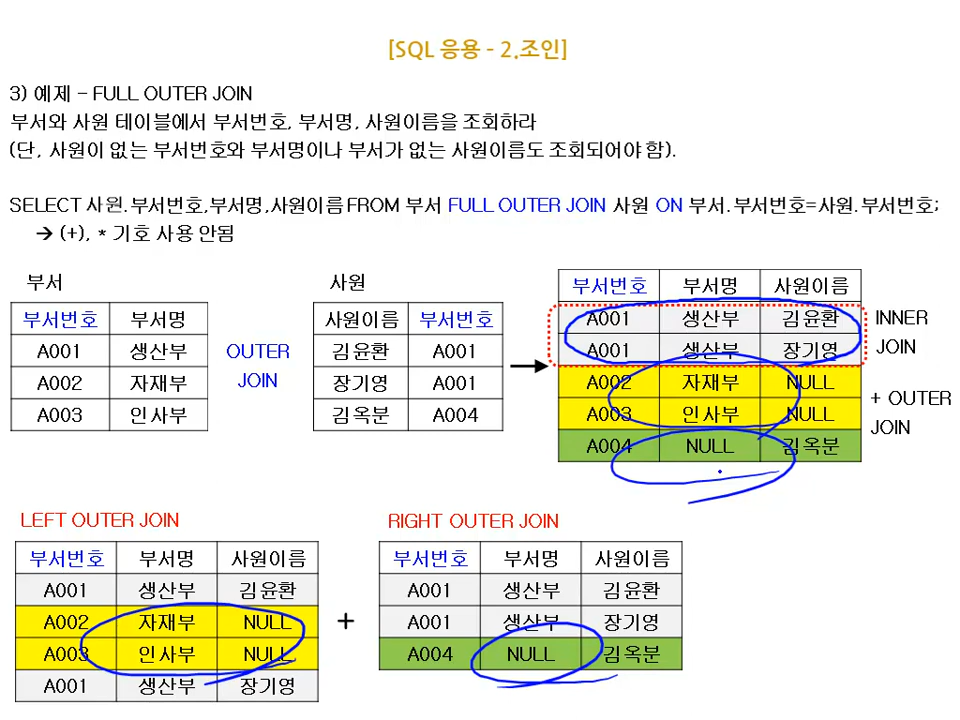 [SQL 응용 - 2.조인]
3) 예제 - FULL OUTER JOIN
부서와 사원 테이블에서 부서번호, 부서명, 사원이름을 조회하라
(단, 사원이 없는 부서번호와 부서명이나 부서가 없는 사원이름도 조회되어야 함).
SELECT 사원.부서번호,부서명,사원이름 FROM 부서 FULL OUTER JOIN 사원 ON 부서.부서번호=사원.부서번호;
→ (+), * 기호 사용 안됨
부서
부서번호 부서명
A001 생산부
A002 자재부
A003 인사부
OUTER
JOIN
사원
사원이름 부서번호
김윤환 A001
장기영 A001
김옥분 A004
부서번호 부서명 사원이름
A001 생산부 김윤환
A001 생산부 장기영
A002 자재부 NULL
A003 인사부 NULL
A004 NULL 김옥분
INNER
JOIN
+ OUTER
JOIN
LEFT OUTER JOIN
부서번호 부서명 사원이름
A001 생산부 김윤환
A002 자재부 NULL
A003 인사부 NULL
A001 생산부 장기영
+
RIGHT OUTER JOIN
부서번호 부서명 사원이름
A001 생산부 김윤환
A001 생산부 장기영
A004 NULL 김옥분